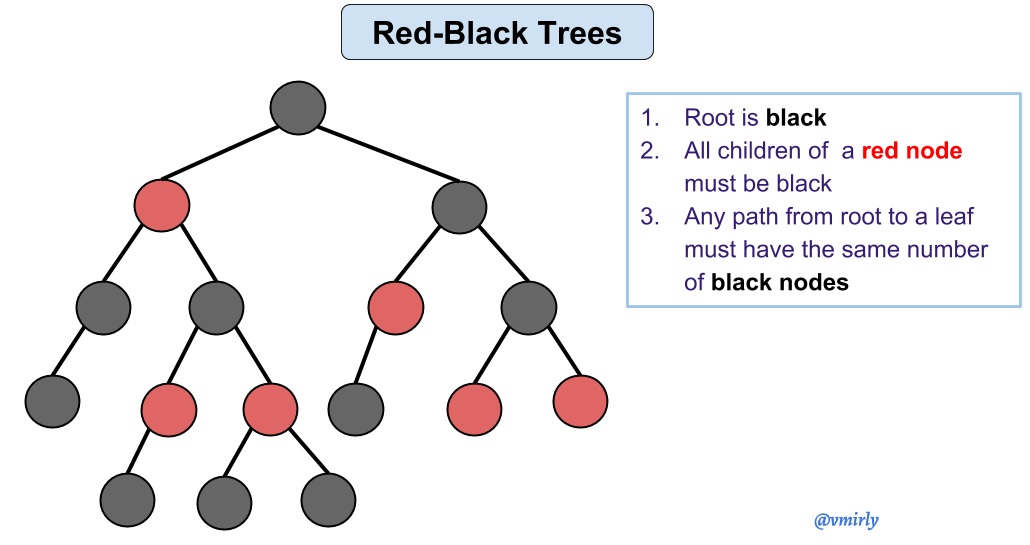 Red-Black Trees
1. Root is black
2. All children of a red node
must be black
3. Any path from root to a leaf
must have the same number
of black nodes
@vmirly